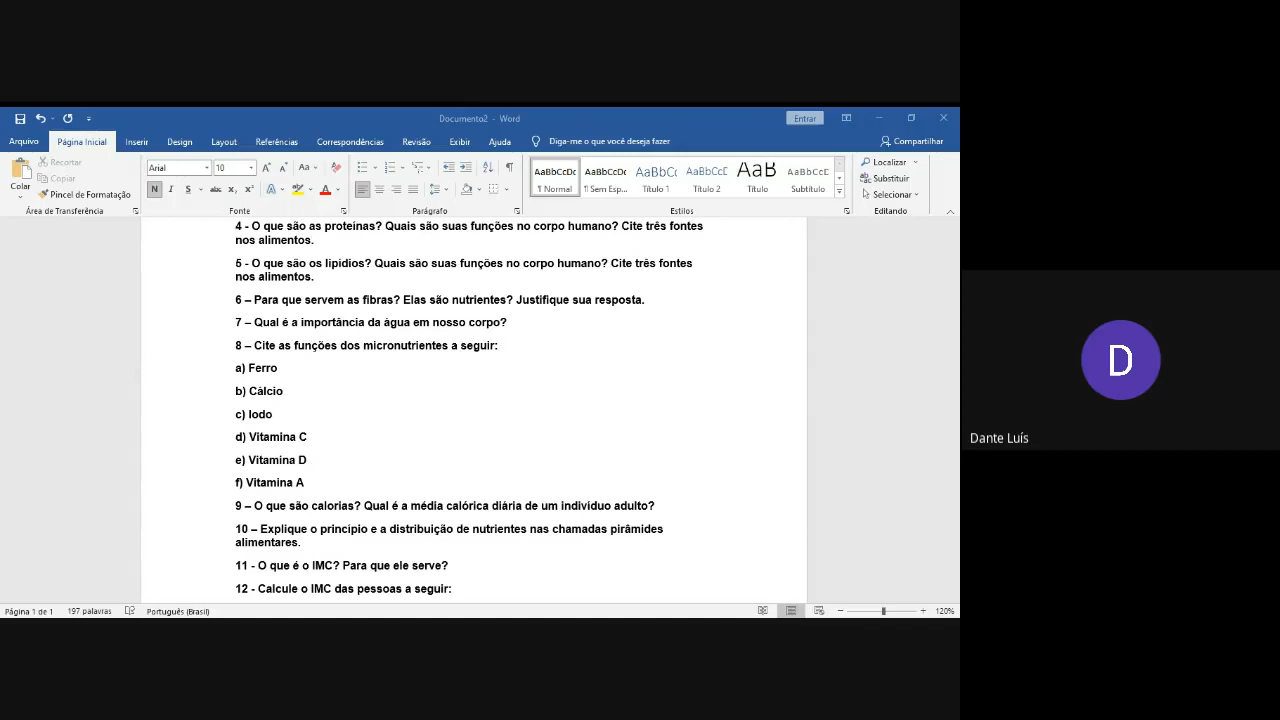 Documento2 - Word
Entrar
Arquivo
Página Inicial
Inserir
Design
Layout
Referências
Correspondências
Revisão
Exibir
Ajuda
Diga-me o que você deseja fazer
Compartilhar
Colar
Recortar
Copiar
Pincel de Formatação
Área de Transferência
Arial
10
Aa
N I S abc x₂ x²
Fonte
Parágrafo
AaBbCcDc AaBbCcDc AaBbCc AaBbCcE AaB AaBbCcE
¶ Normal
¶ Sem Esp...
Título 1
Título 2
Título
Subtítulo
Estilos
Localizar
Substituir
Selecionar
Editando
4 - O que são as proteínas? Quais são suas funções no corpo humano? Cite três fontes
nos alimentos.
5 - O que são os lipídios? Quais são suas funções no corpo humano? Cite três fontes
nos alimentos.
6 – Para que servem as fibras? Elas são nutrientes? Justifique sua resposta.
7 – Qual é a importância da água em nosso corpo?
8 – Cite as funções dos micronutrientes a seguir:
a) Ferro
b) Cálcio
c) Iodo
d) Vitamina C
e) Vitamina D
f) Vitamina A
9 – O que são calorias? Qual é a média calórica diária de um indivíduo adulto?
10 – Explique o princípio e a distribuição de nutrientes nas chamadas pirâmides
alimentares.
11 - O que é o IMC? Para que ele serve?
12 - Calcule o IMC das pessoas a seguir:
Página 1 de 1
197 palavras
Português (Brasil)
120%
D
Dante Luís